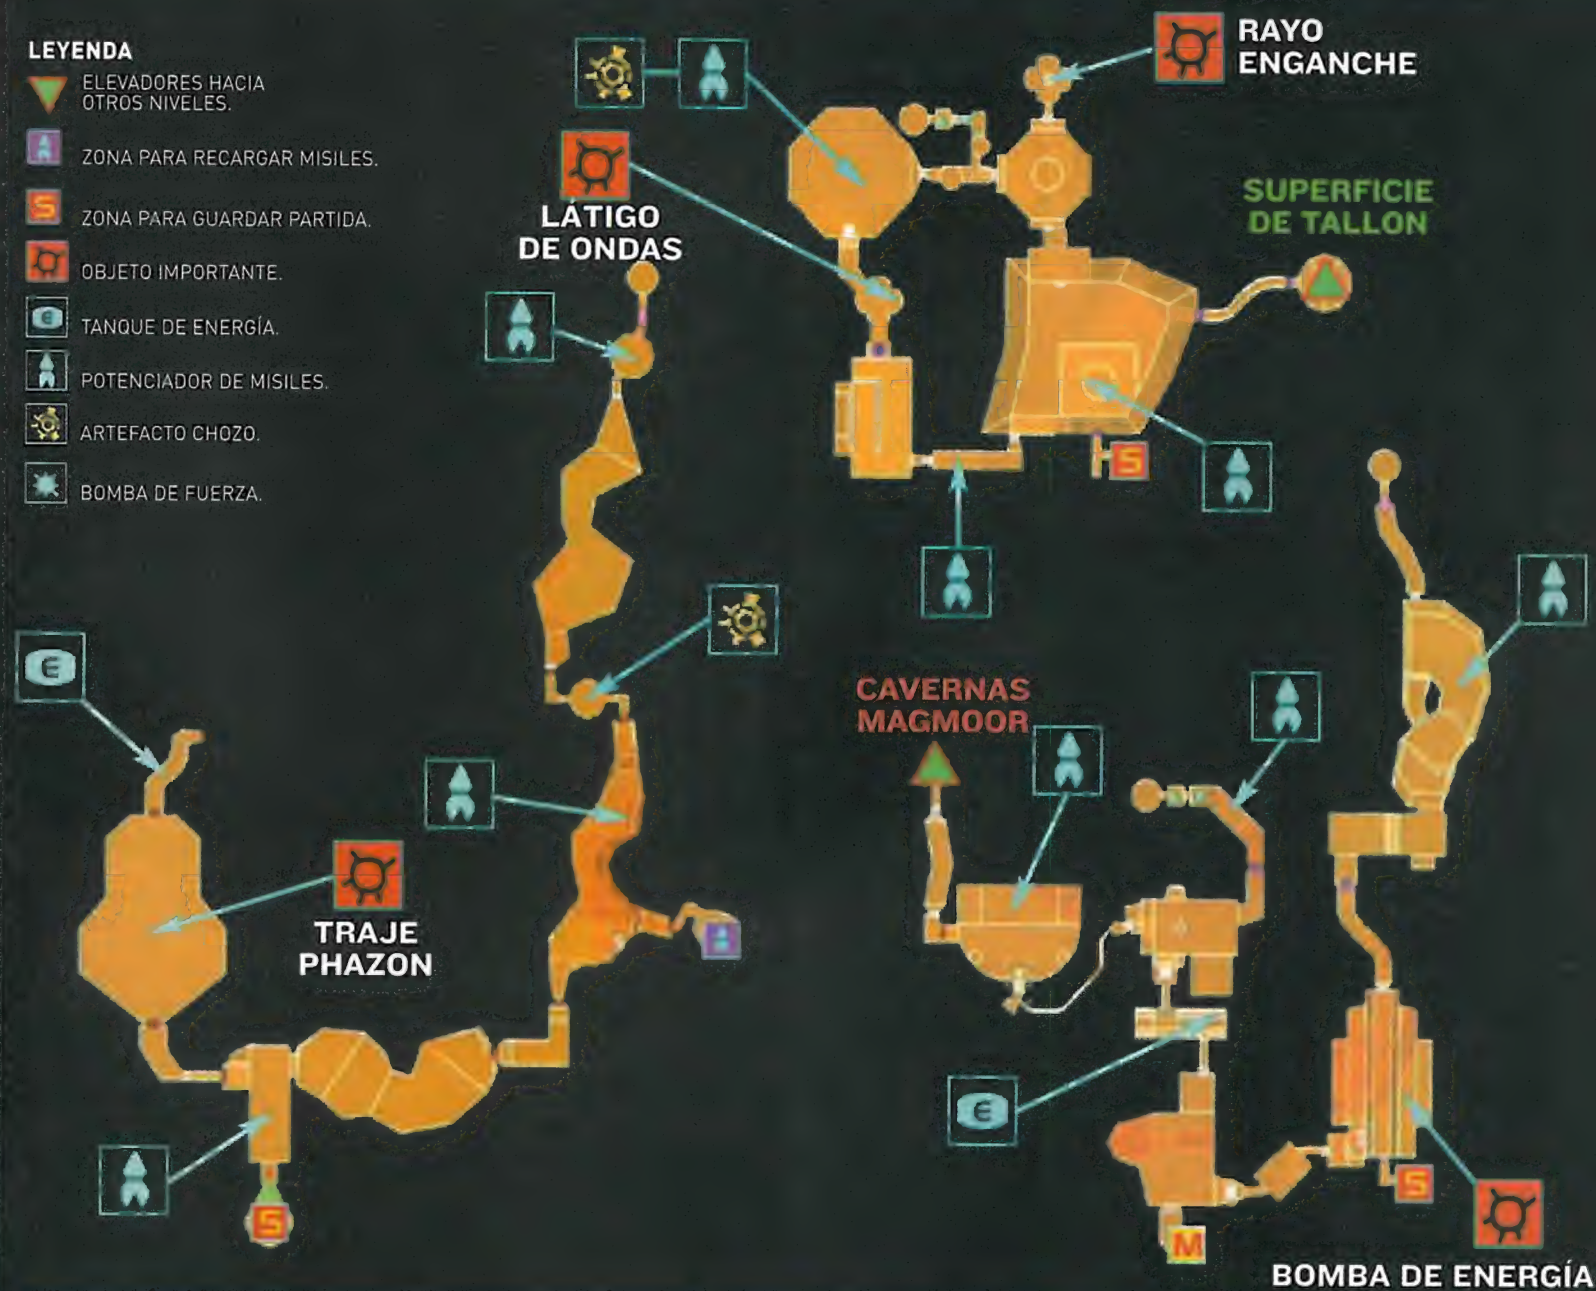 LEYENDA
ELEVADORES HACIA
OTROS NIVELES.
ZONA PARA RECARGAR MISILES.
S
ZONA PARA GUARDAR PARTIDA.
OBJETO IMPORTANTE.
TANQUE DE ENERGÍA.
POTENCIADOR DE MISILES.
ARTEFACTO CHOZO.
BOMBA DE FUERZA.
RAYO
ENGANCHE
LÁTIGO
DE ONDAS
SUPERFICIE
DE TALLON
S
CAVERNAS
MAGMOOR
TRAJE
PHAZON
S
S
M
BOMBA DE ENERGÍA